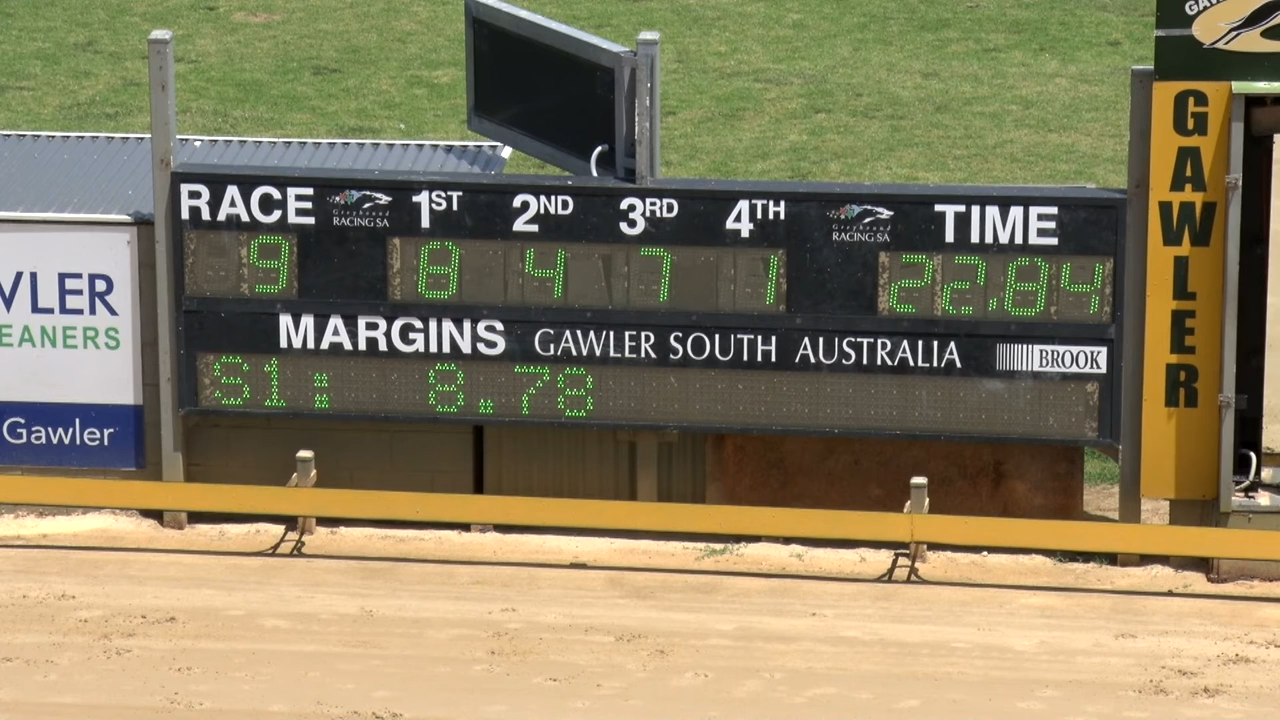 RACE Greyhound RACING SA 1ST 2ND 3RD 4TH Greyhound RACING SA TIME
9 8 4 7 1 22.84
MARGINS GAWLER SOUTH AUSTRALIA BROOK
S1: 8.78
GAWLER
WLER
EANERS
Gawler